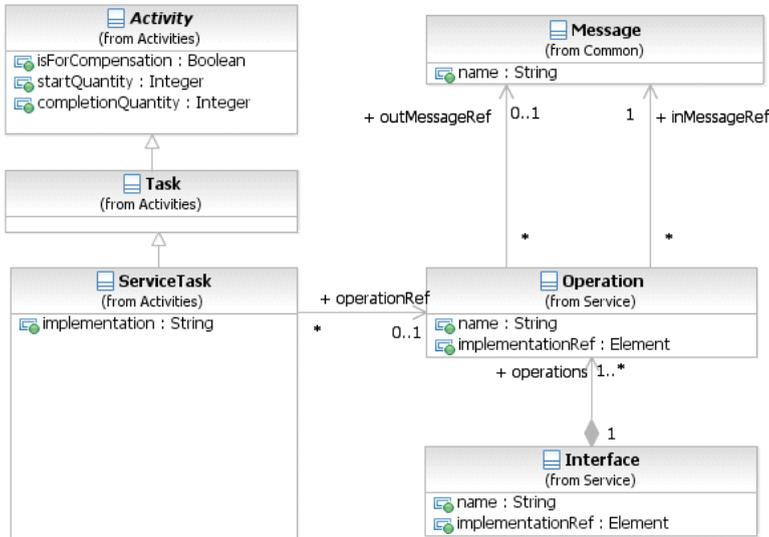 Activity
(from Activities)
isForCompensation : Boolean
startQuantity : Integer
completionQuantity : Integer
Message
(from Common)
name : String
+ outMessageRef
0..1
1
+ inMessageRef
Task
(from Activities)
*
*
ServiceTask
(from Activities)
implementation : String
+ operationRef
*
0..1
Operation
(from Service)
name : String
implementationRef : Element
+ operations
1..*
1
Interface
(from Service)
name : String
implementationRef : Element